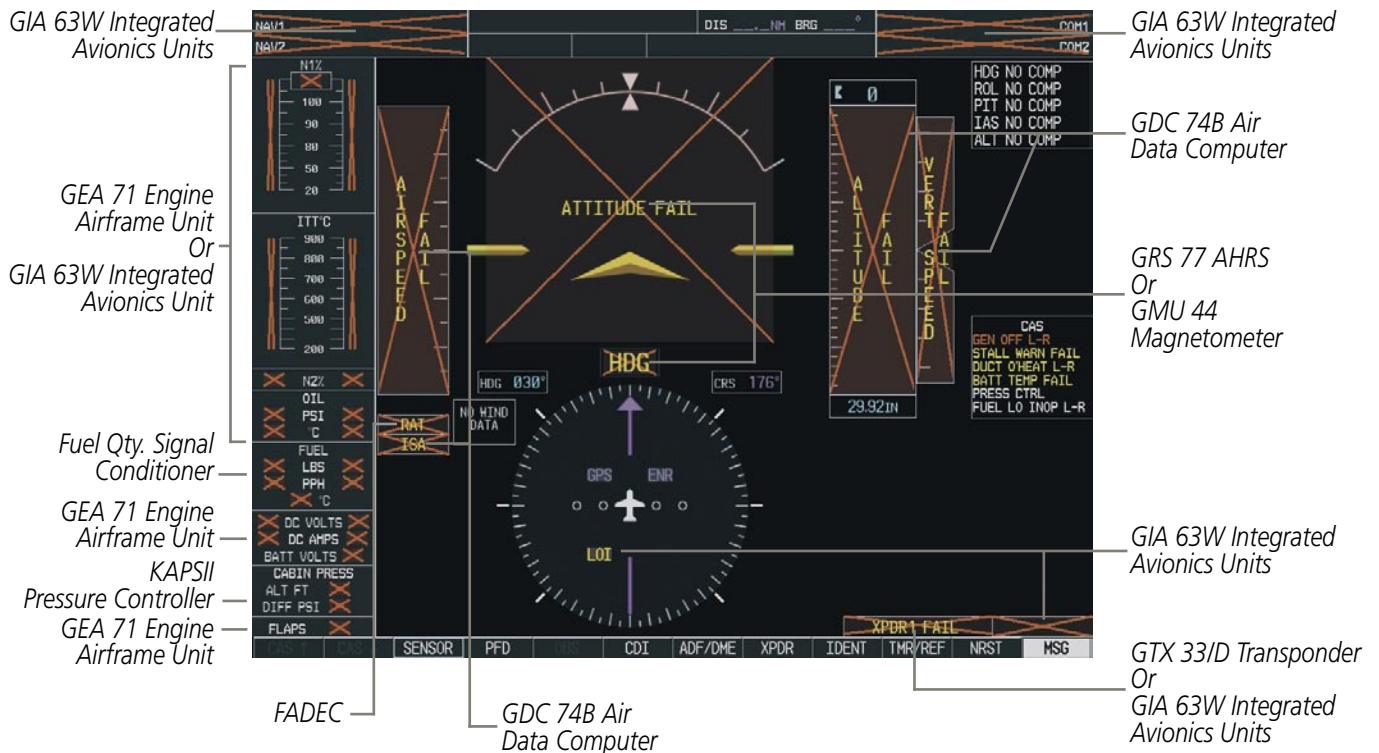 GIA 63W Integrated
Avionics Units
GEA 71 Engine
Airframe Unit
Or
GIA 63W Integrated
Avionics Unit
Fuel Qty. Signal
Conditioner
GEA 71 Engine
Airframe Unit
KAPSII
Pressure Controller
GEA 71 Engine
Airframe Unit
FADEC
GDC 74B Air
Data Computer
NAV1
NAV2
DIS __._NM BRG ___°
COM1
COM2
N1%
100
90
80
50
20
ITT°C
900
800
700
600
500
200
N2%
OIL
PSI
°C
FUEL
LBS
PPH
°C
DC VOLTS
DC AMPS
BATT VOLTS
CABIN PRESS
ALT FT
DIFF PSI
FLAPS
AIRSPEED
FAIL
ATTITUDE FAIL
0
ALTITUDE
FAIL
VERT SPEED
FAIL
29.92IN
HDG NO COMP
ROL NO COMP
PIT NO COMP
IAS NO COMP
ALT NO COMP
CAS
GEN OFF L-R
STALL WARN FAIL
DUCT O'HEAT L-R
BATT TEMP FAIL
PRESS CTRL
FUEL LO INOP L-R
HDG
HDG 030°
CRS 176°
RAT
ISA
NO WIND
DATA
GPS ENR
LOI
XPDR1 FAIL
CAS CAS SENSOR PFD OBS CDI ADF/DME XPDR IDENT TMR/REF NRST MSG
GIA 63W Integrated
Avionics Units
GDC 74B Air
Data Computer
GRS 77 AHRS
Or
GMU 44
Magnetometer
GIA 63W Integrated
Avionics Units
GTX 33/D Transponder
Or
GIA 63W Integrated
Avionics Units